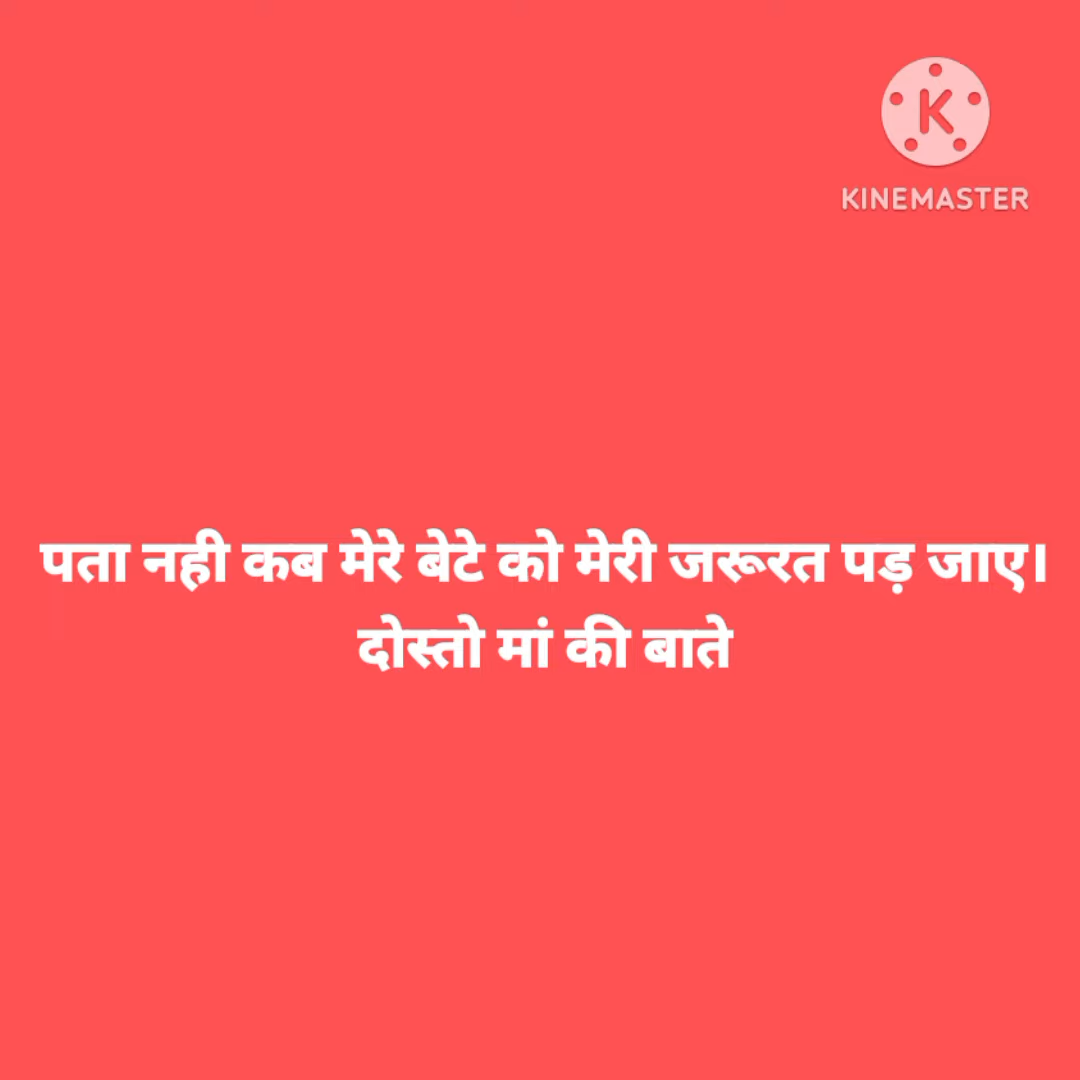 KINEMASTER
पता नही कब मेरे बेटे को मेरी जरूरत पड़ जाए।
दोस्तो मां की बाते